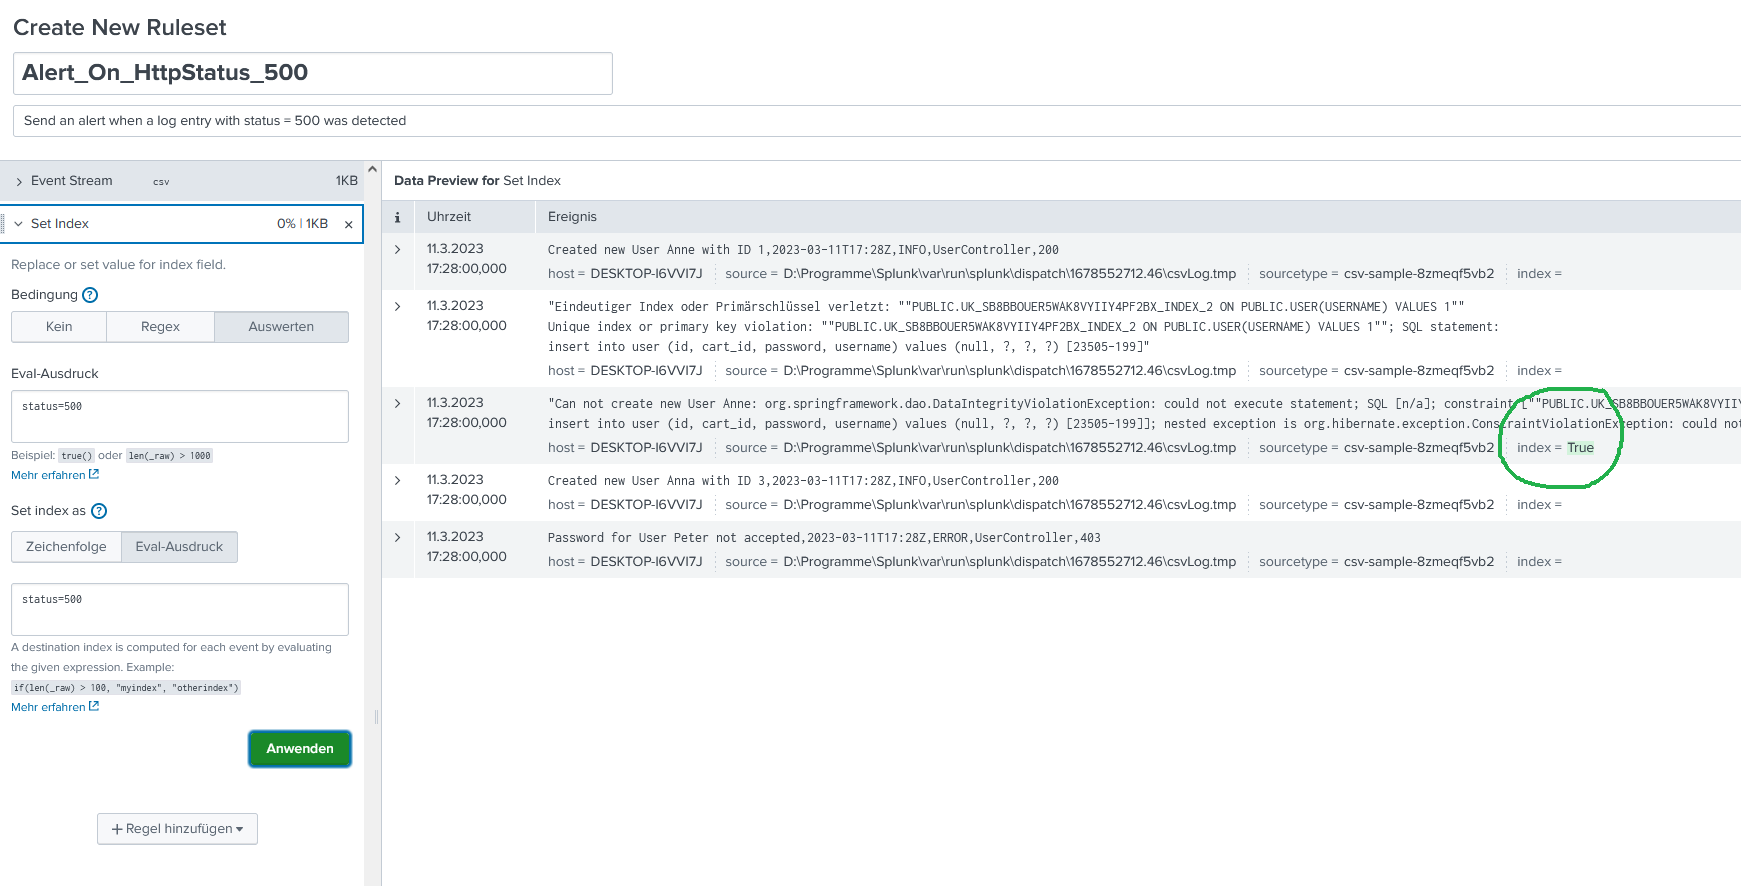 Create New Ruleset
Alert_On_HttpStatus_500
Send an alert when a log entry with status = 500 was detected
Event Stream csv 1KB
Set Index 0% | 1KB ×
Replace or set value for index field.
Bedingung ?
Kein Regex Auswerten
Eval-Ausdruck
status=500
Beispiel: true() oder len(_raw) > 1000
Mehr erfahren
Set index as ?
Zeichenfolge Eval-Ausdruck
status=500
A destination index is computed for each event by evaluating
the given expression. Example:
if(len(_raw) > 100, "myindex", "otherindex")
Mehr erfahren
Anwenden
+ Regel hinzufügen
Data Preview for Set Index
i Uhrzeit Ereignis
11.3.2023
17:28:00,000
Created new User Anne with ID 1,2023-03-11T17:28Z,INFO,UserController,200
host = DESKTOP-I6VVI7J source = D:\Programme\Splunk\var\run\splunk\dispatch\1678552712.46\csvLog.tmp sourcetype = csv-sample-8zmeqf5vb2 index =
11.3.2023
17:28:00,000
"Eindeutiger Index oder Primärschlüssel verletzt: ""PUBLIC.UK_SB8BBOUER5WAK8VYIIY4PF2BX_INDEX_2 ON PUBLIC.USER(USERNAME) VALUES 1""
Unique index or primary key violation: ""PUBLIC.UK_SB8BBOUER5WAK8VYIIY4PF2BX_INDEX_2 ON PUBLIC.USER(USERNAME) VALUES 1""; SQL statement:
insert into user (id, cart_id, password, username) values (null, ?, ?, ?) [23505-199]"
host = DESKTOP-I6VVI7J source = D:\Programme\Splunk\var\run\splunk\dispatch\1678552712.46\csvLog.tmp sourcetype = csv-sample-8zmeqf5vb2 index =
11.3.2023
17:28:00,000
"Can not create new User Anne: org.springframework.dao.DataIntegrityViolationException: could not execute statement; SQL [n/a]; constraint [""PUBLIC.UK_SB8BBOUER5WAK8VYIIY
insert into user (id, cart_id, password, username) values (null, ?, ?, ?) [23505-199]]; nested exception is org.hibernate.exception.ConstraintViolationException: could not
host = DESKTOP-I6VVI7J source = D:\Programme\Splunk\var\run\splunk\dispatch\1678552712.46\csvLog.tmp sourcetype = csv-sample-8zmeqf5vb2 index = True
11.3.2023
17:28:00,000
Created new User Anna with ID 3,2023-03-11T17:28Z,INFO,UserController,200
host = DESKTOP-I6VVI7J source = D:\Programme\Splunk\var\run\splunk\dispatch\1678552712.46\csvLog.tmp sourcetype = csv-sample-8zmeqf5vb2 index =
11.3.2023
17:28:00,000
Password for User Peter not accepted,2023-03-11T17:28Z,ERROR,UserController,403
host = DESKTOP-I6VVI7J source = D:\Programme\Splunk\var\run\splunk\dispatch\1678552712.46\csvLog.tmp sourcetype = csv-sample-8zmeqf5vb2 index =